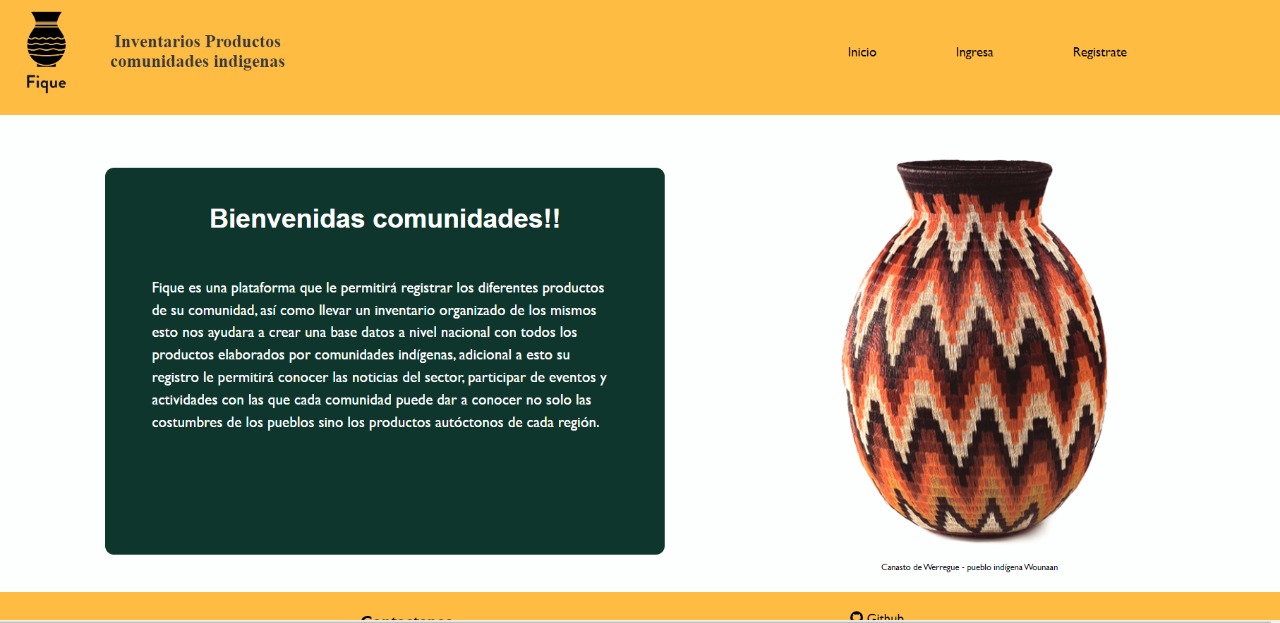 Fique
Inventarios Productos
comunidades indigenas
Inicio
Ingresa
Registrate
Bienvenidas comunidades!!
Fique es una plataforma que le permitirá registrar los diferentes productos
de su comunidad, así como llevar un inventario organizado de los mismos
esto nos ayudara a crear una base datos a nivel nacional con todos los
productos elaborados por comunidades indígenas, adicional a esto su
registro le permitirá conocer las noticias del sector, participar de eventos y
actividades con las que cada comunidad puede dar a conocer no solo las
costumbres de los pueblos sino los productos autóctonos de cada región.
Canasto de Werregue - pueblo indígena Wounaan
Github